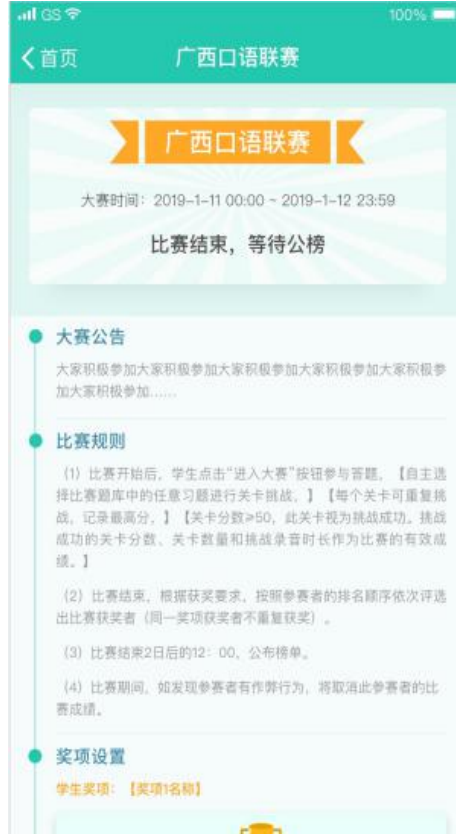 GS
100%
首页
广西口语联赛
广西口语联赛
大赛时间：2019-1-11 00:00 ~ 2019-1-12 23:59
比赛结束，等待公榜
大赛公告
大家积极参加大家积极参加大家积极参加大家积极参加大家积极参
加大家积极参加……
比赛规则
（1）比赛开始后，学生点击“进入大赛”按钮参与答题，【自主选
择比赛题库中的任意习题进行关卡挑战，】【每个关卡可重复挑
战，记录最高分，】【关卡分数≥50，此关卡视为挑战成功。挑战
成功的关卡分数、关卡数量和挑战录音时长作为比赛的有效成
绩。】
（2）比赛结束，根据获奖要求，按照参赛者的排名顺序依次评选
出比赛获奖者（同一奖项获奖者不重复获奖）。
（3）比赛结束2日后的12：00，公布榜单。
（4）比赛期间，如发现参赛者有作弊行为，将取消此参赛者的比
赛成绩。
奖项设置
学生奖项：【奖项1名称】